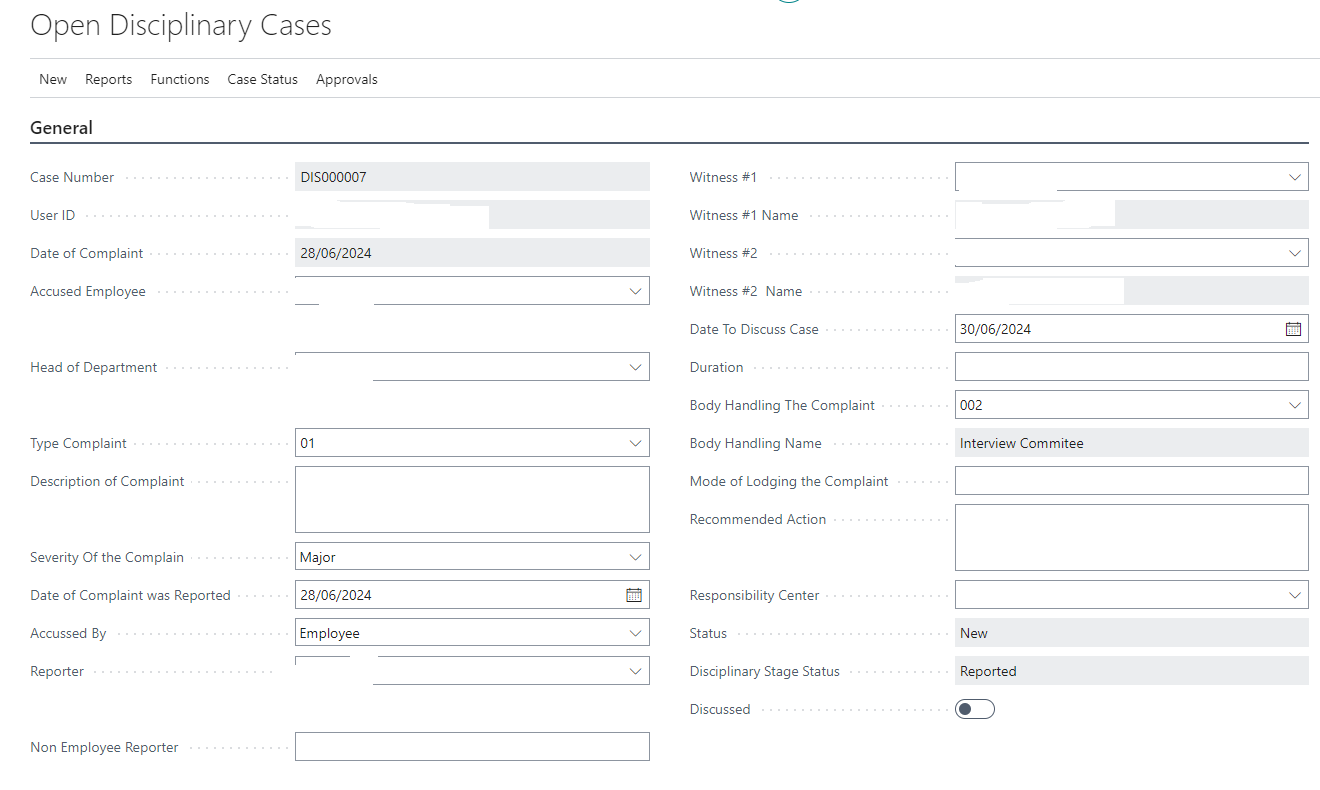 Open Disciplinary Cases
New Reports Functions Case Status Approvals
General
Case Number DIS000007
User ID
Date of Complaint 28/06/2024
Accused Employee
Head of Department
Type Complaint 01
Description of Complaint
Severity Of the Complain Major
Date of Complaint was Reported 28/06/2024
Accussed By Employee
Reporter
Non Employee Reporter
Witness #1
Witness #1 Name
Witness #2
Witness #2 Name
Date To Discuss Case 30/06/2024
Duration
Body Handling The Complaint 002
Body Handling Name Interview Commitee
Mode of Lodging the Complaint
Recommended Action
Responsibility Center
Status New
Disciplinary Stage Status Reported
Discussed